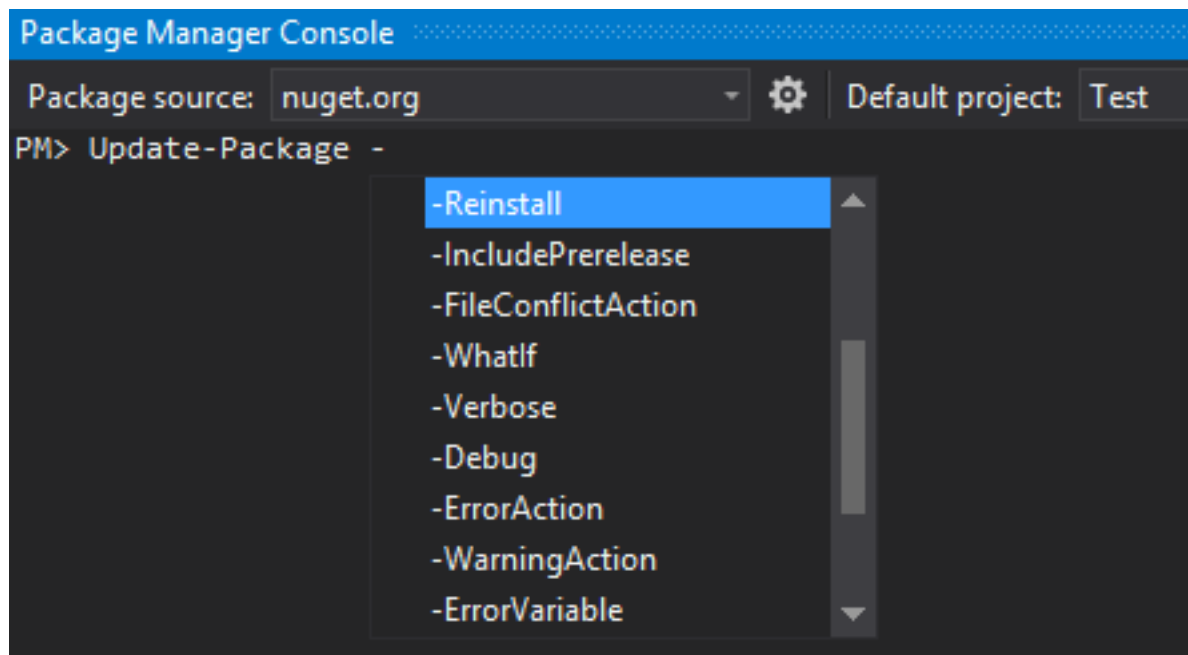 Package Manager Console
Package source: nuget.org Default project: Test
PM> Update-Package -
-Reinstall
-IncludePrerelease
-FileConflictAction
-WhatIf
-Verbose
-Debug
-ErrorAction
-WarningAction
-ErrorVariable